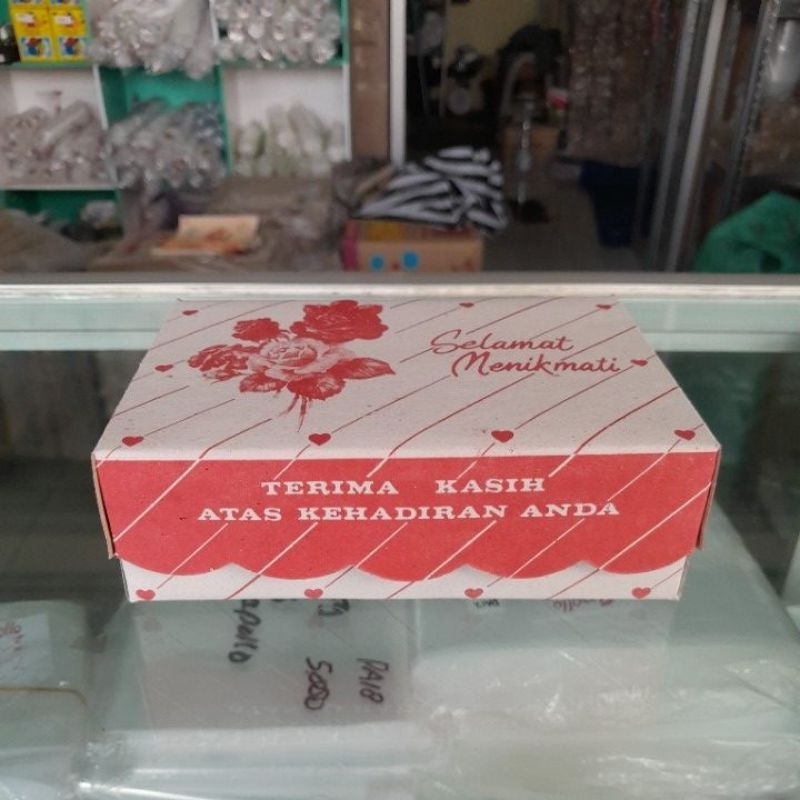 Selamat
Menikmati
TERIMA KASIH
ATAS KEHADIRAN ANDA